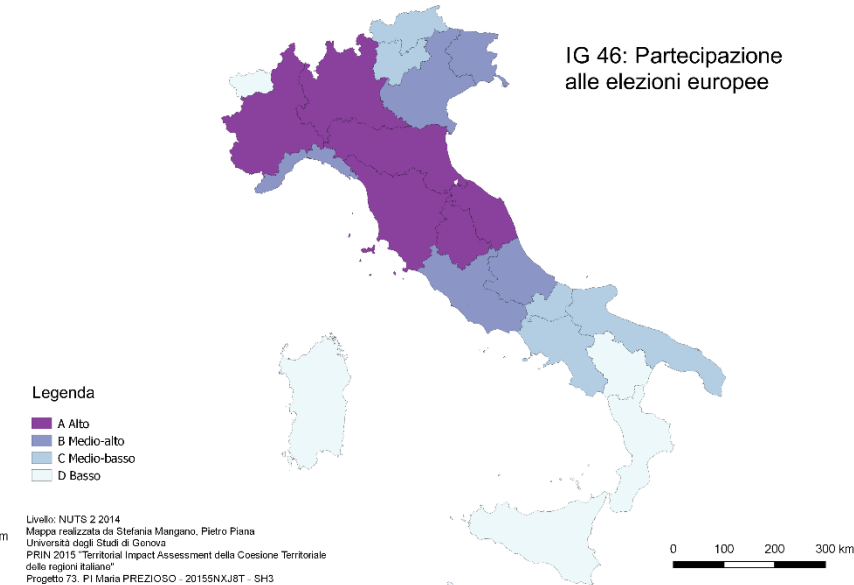 IG 46: Partecipazione
alle elezioni europee
Legenda
A Alto
B Medio-alto
C Medio-basso
D Basso
m
Livello: NUTS 2 2014
Mappa realizzata da Stefania Mangano, Pietro Piana
Università degli Studi di Genova
PRIN 2015 "Territorial Impact Assessment della Coesione Territoriale
delle regioni italiane"
Progetto 73. PI Maria PREZIOSO - 20155NXJ8T - SH3
0 100 200 300 km